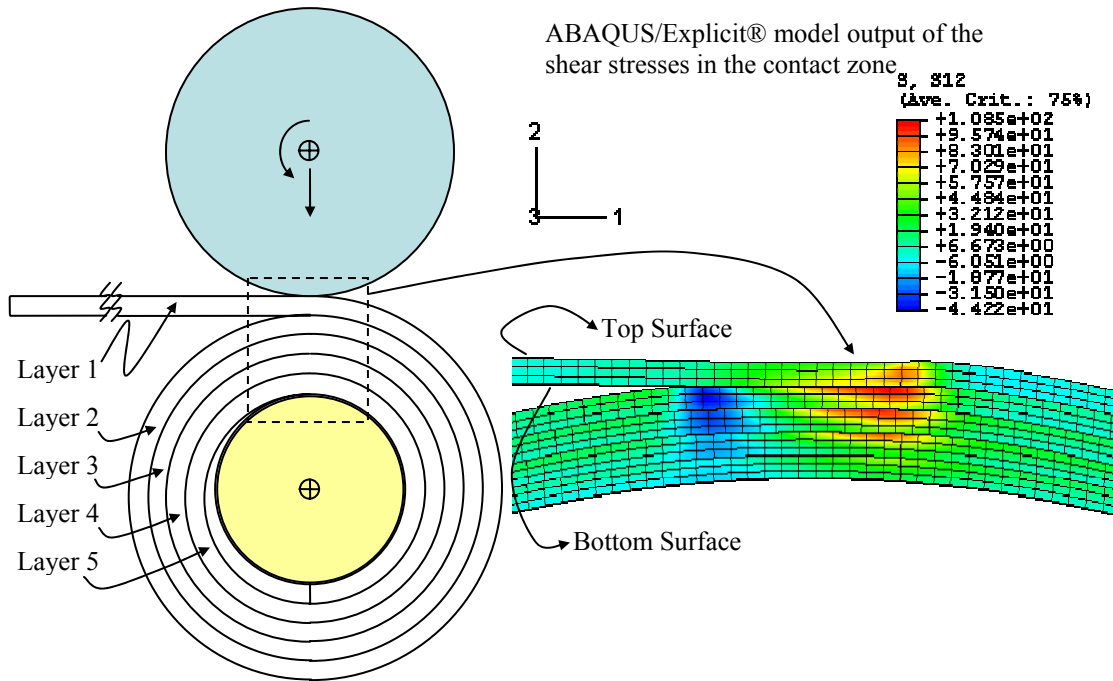 ABAQUS/Explicit® model output of the
shear stresses in the contact zone
S, S12
(Ave. Crit.: 75%)
+1.085e+02
+9.574e+01
+8.301e+01
+7.029e+01
+5.757e+01
+4.484e+01
+3.212e+01
+1.940e+01
+6.673e+00
-6.051e+00
-1.877e+01
-3.150e+01
-4.422e+01
2
3
1
Top Surface
Layer 1
Layer 2
Layer 3
Layer 4
Layer 5
Bottom Surface